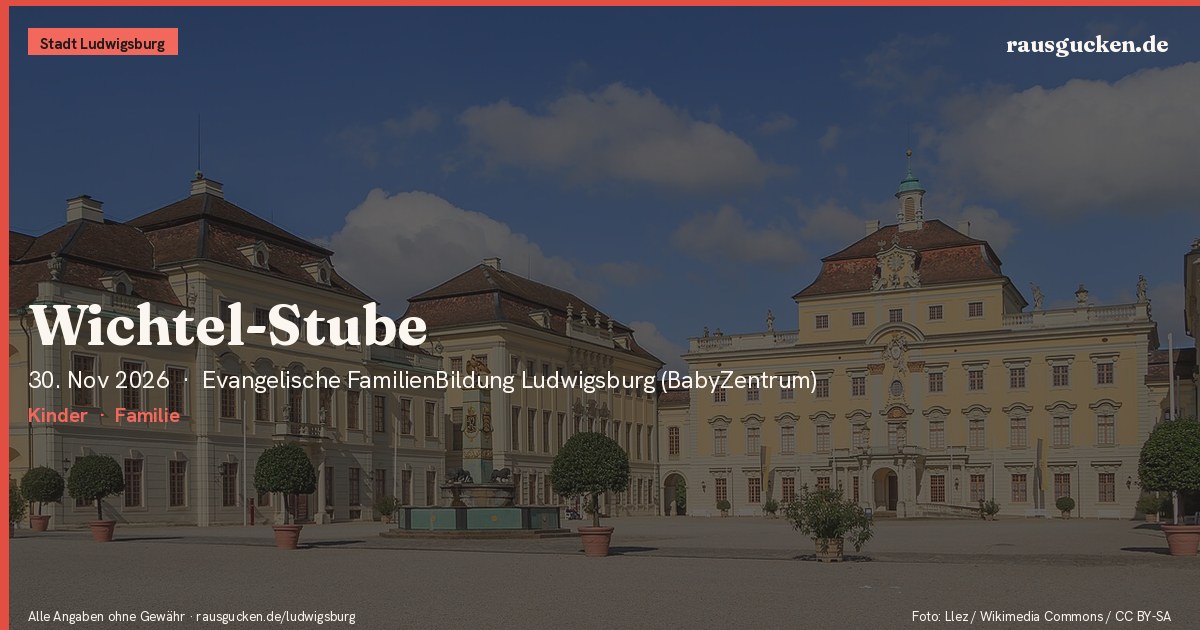 Stadt Ludwigsburg
rausgucken.de
Wichtel-Stube
30. Nov 2026 · Evangelische FamilienBildung Ludwigsburg (BabyZentrum)
Kinder · Familie
Alle Angaben ohne Gewähr · rausgucken.de/ludwigsburg
Foto: Llez / Wikimedia Commons / CC BY-SA